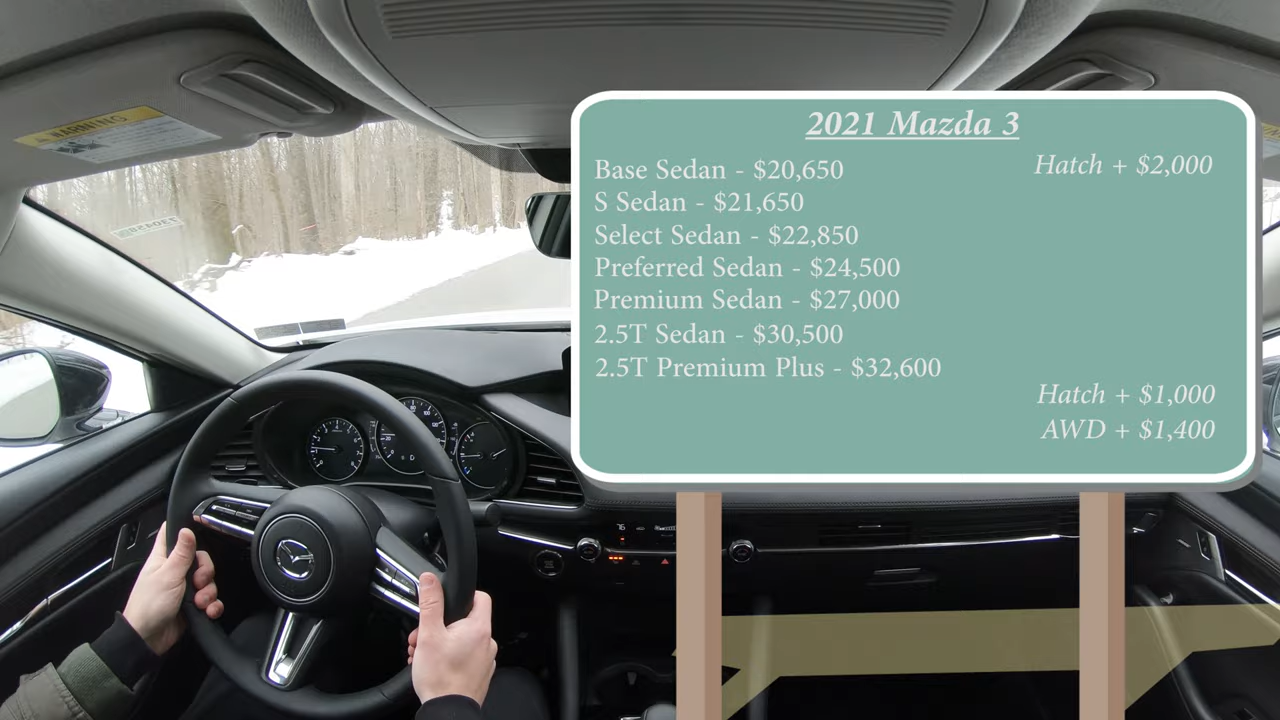 WARNING
2021 Mazda 3
Base Sedan - $20,650
Hatch + $2,000
S Sedan - $21,650
Select Sedan - $22,850
Preferred Sedan - $24,500
Premium Sedan - $27,000
2.5T Sedan - $30,500
2.5T Premium Plus - $32,600
Hatch + $1,000
AWD + $1,400